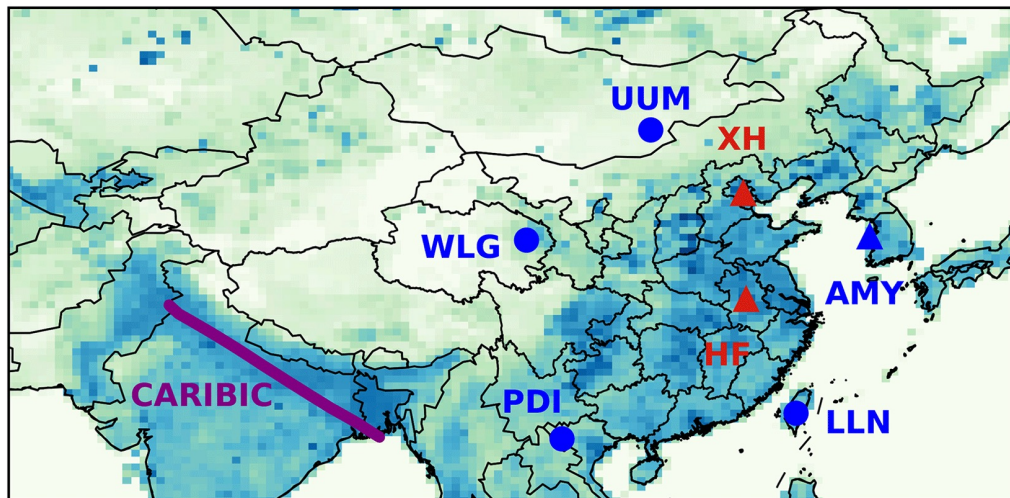 UUM
XH
WLG
AMY
HF
CARIBIC
PDI
LLN